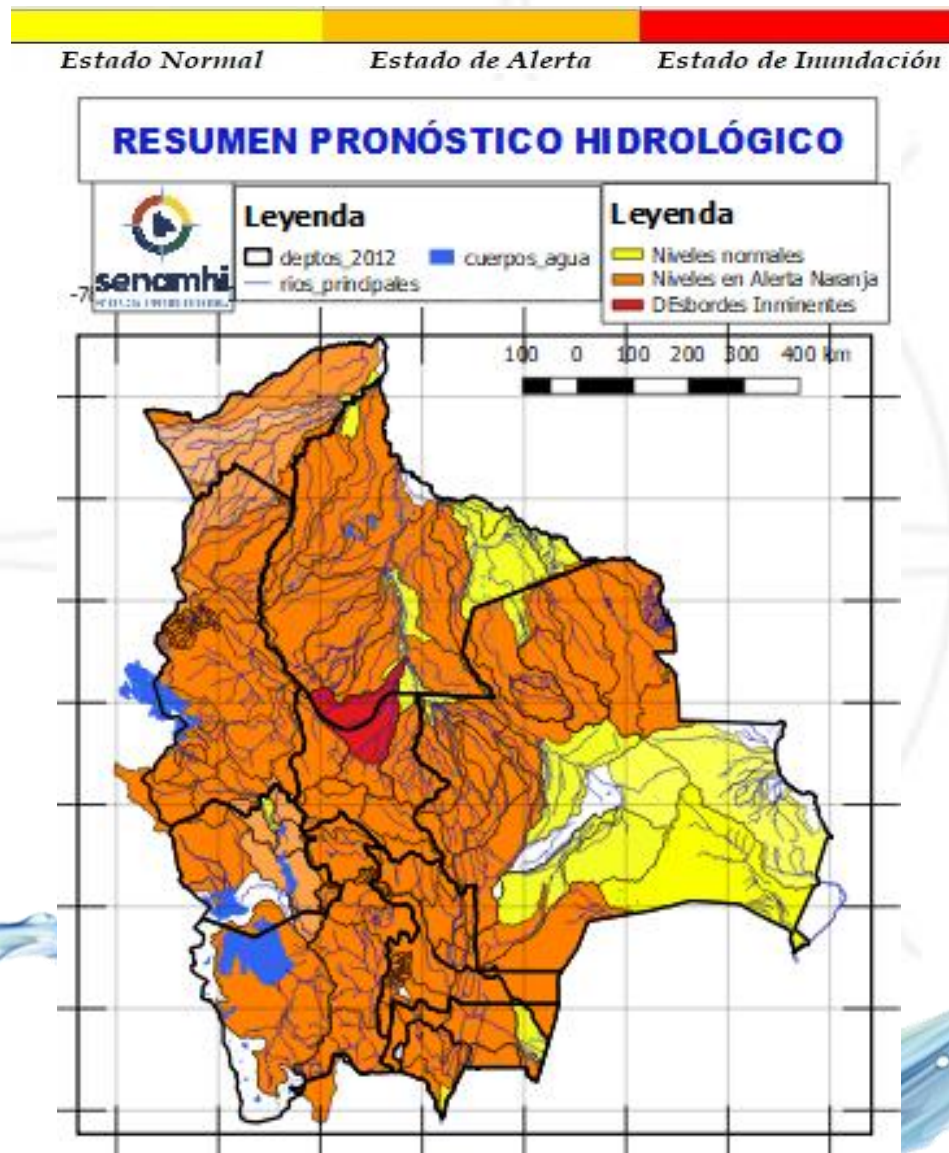 Estado Normal
Estado de Alerta
Estado de Inundación
RESUMEN PRONÓSTICO HIDROLÓGICO
senamhi
Leyenda
deptos_2012
cuerpos_agua
rios_principales
Leyenda
Niveles normales
Niveles en Alerta Naranja
DEsbordes Inminentes
-70
100 0 100 200 300 400 km